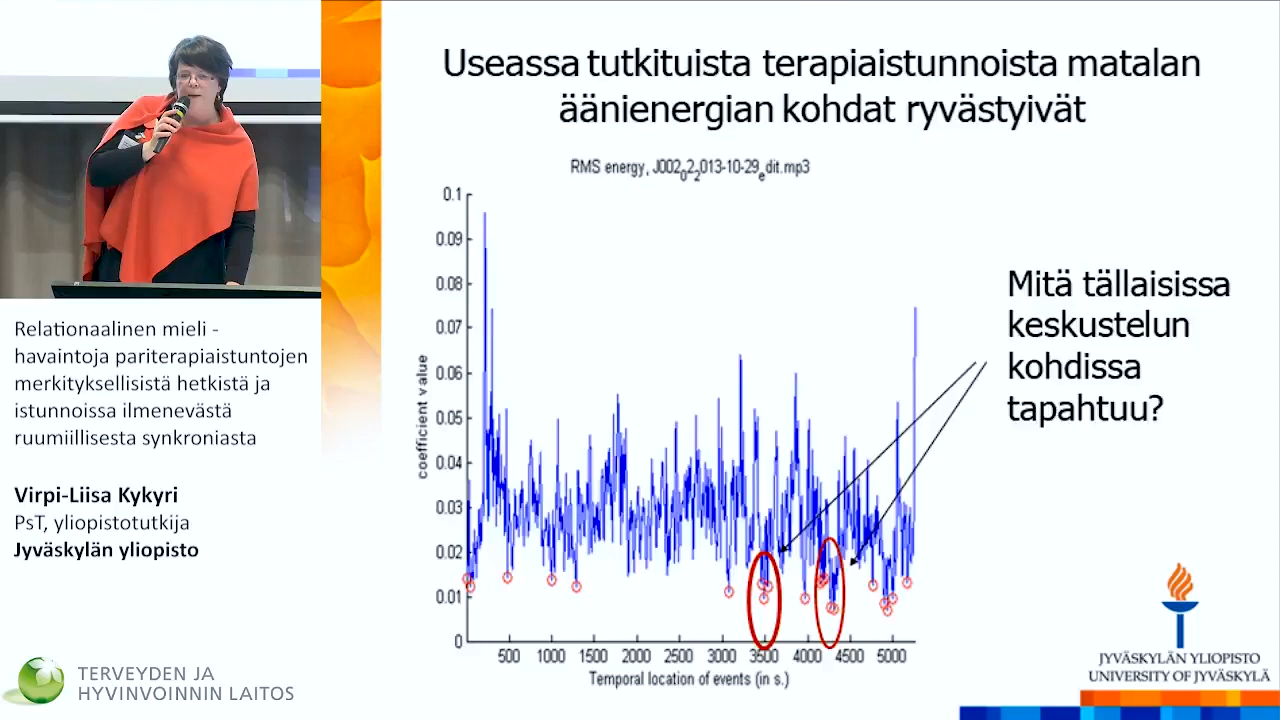 Useassa tutkituista terapiaistunnoista matalan
äänienergian kohdat ryvästyivät
RMS energy, J002022013-10-29edit.mp3
0.1
0.09
0.08
0.07
0.06
0.05
0.04
0.03
0.02
0.01
0
coefficient value
500 1000 1500 2000 2500 3000 3500 4000 4500 5000
Temporal location of events (in s.)
Mitä tällaisissa
keskustelun
kohdissa
tapahtuu?
Relationaalinen mieli -
havaintoja pariterapiaistuntojen
merkityksellisistä hetkistä ja
istunnoissa ilmenevästä
ruumiillisesta synkroniasta
Virpi-Liisa Kykyri
PsT, yliopistotutkija
Jyväskylän yliopisto
TERVEYDEN JA
HYVINVOINNIN LAITOS
JYVÄSKYLÄN YLIOPISTO
UNIVERSITY OF JYVÄSKYLÄ